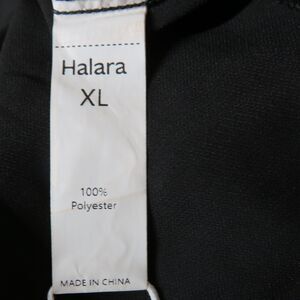 Halara
XL
100%
Polyester
MADE IN CHINA